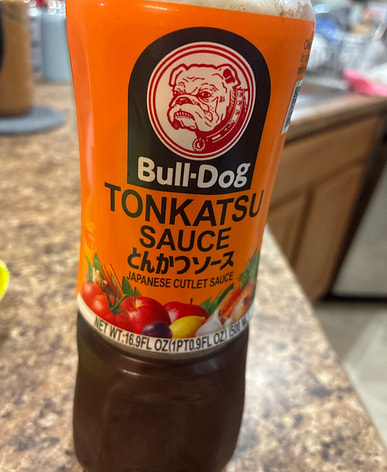 Bull-Dog
TONKATSU
SAUCE
とんかつソース
JAPANESE CUTLET SAUCE
NET WT:16.9FL OZ(1PT0.9FL OZ)(500